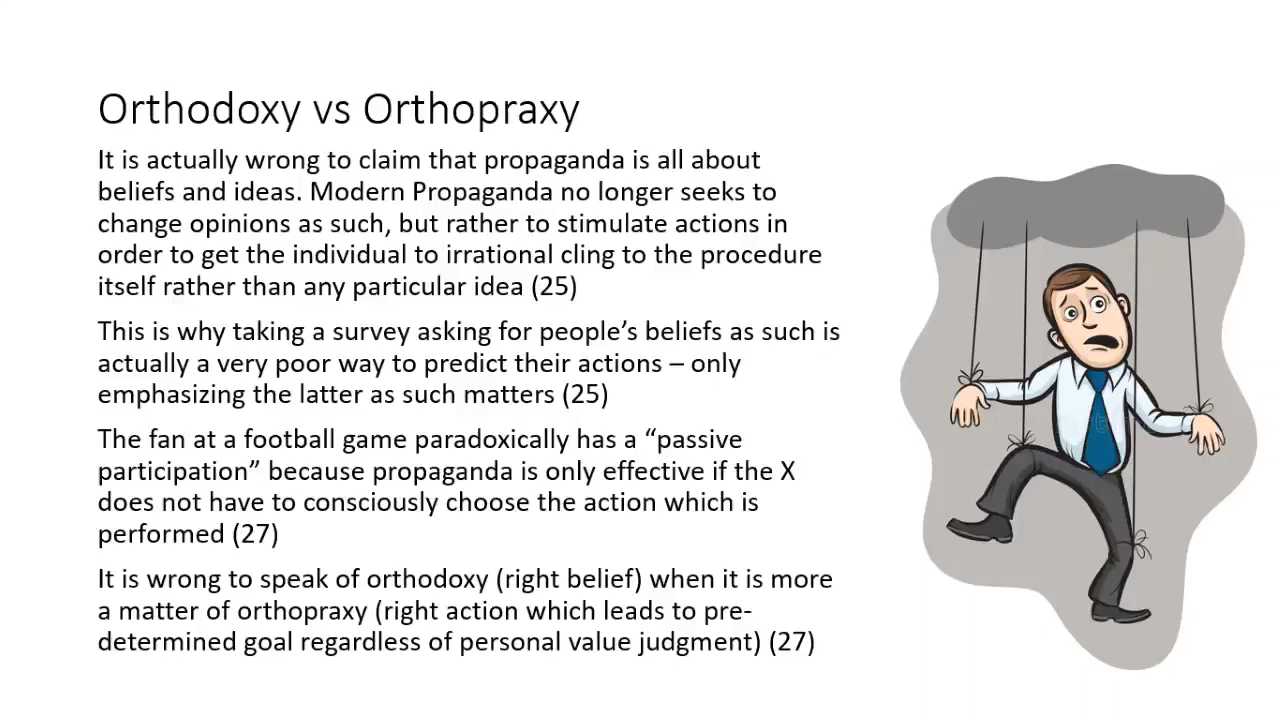 Orthodoxy vs Orthopraxy
It is actually wrong to claim that propaganda is all about
beliefs and ideas. Modern Propaganda no longer seeks to
change opinions as such, but rather to stimulate actions in
order to get the individual to irrational cling to the procedure
itself rather than any particular idea (25)
This is why taking a survey asking for people’s beliefs as such is
actually a very poor way to predict their actions – only
emphasizing the latter as such matters (25)
The fan at a football game paradoxically has a “passive
participation” because propaganda is only effective if the X
does not have to consciously choose the action which is
performed (27)
It is wrong to speak of orthodoxy (right belief) when it is more
a matter of orthopraxy (right action which leads to pre-
determined goal regardless of personal value judgment) (27)